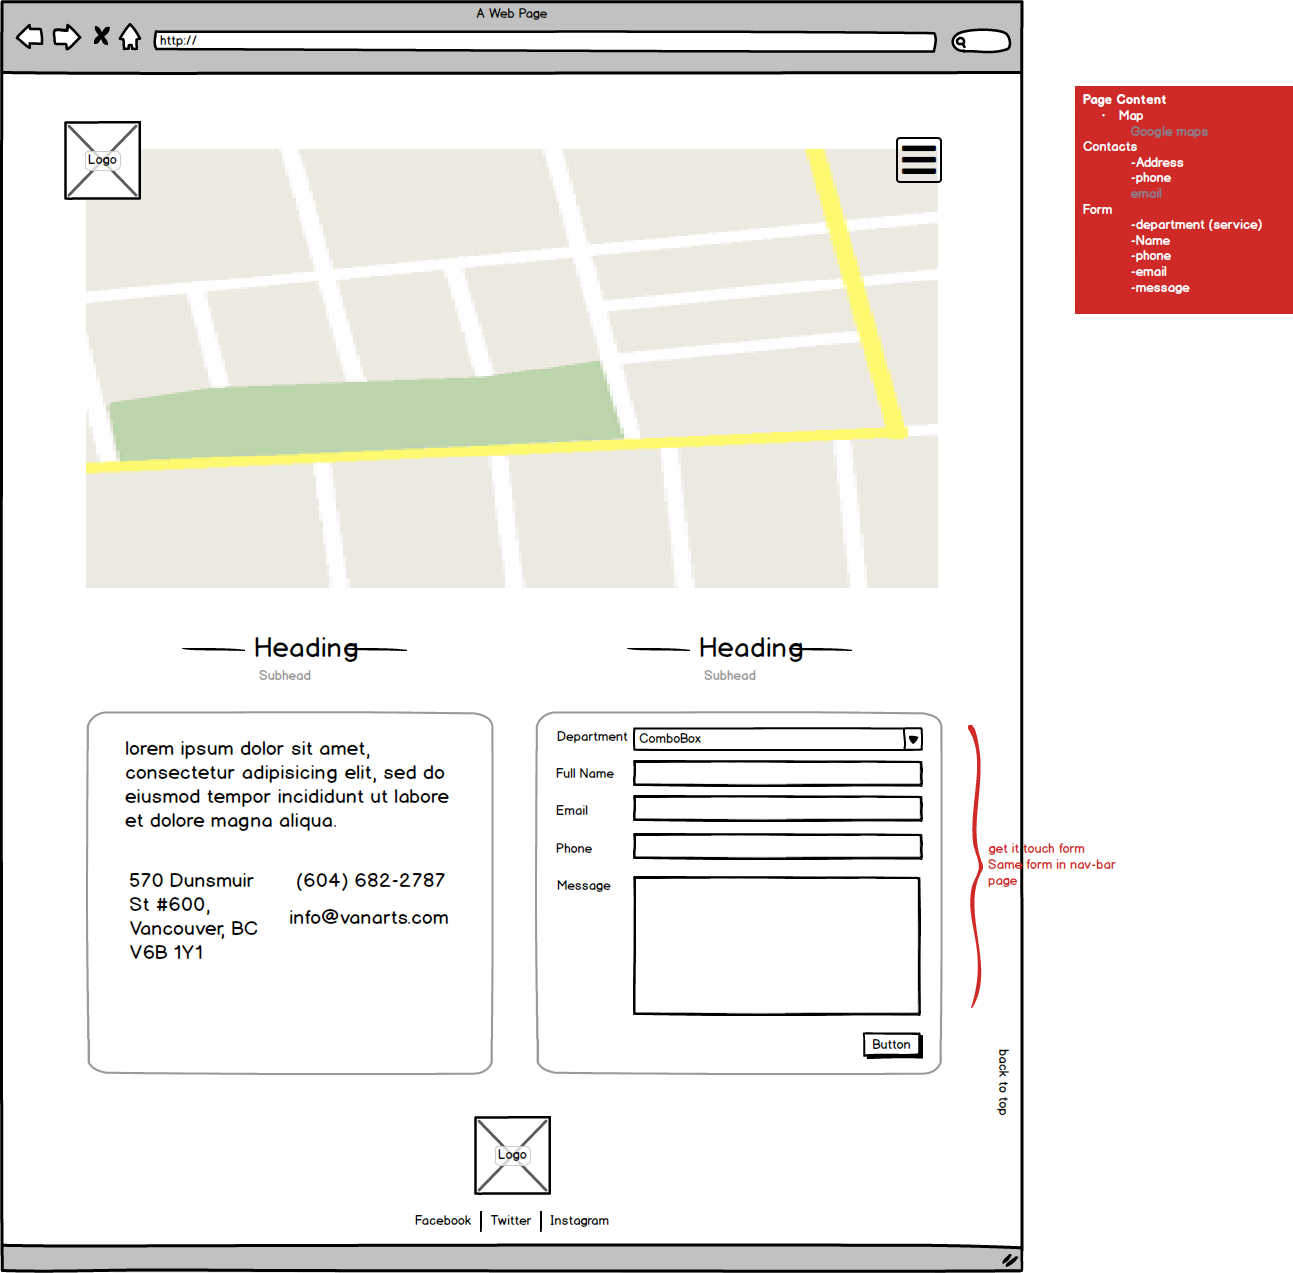 A Web Page
http://
Logo
Page Content
· Map
Google maps
Contacts
-Address
-phone
email
Form
-department (service)
-Name
-phone
-email
-message
Heading
Subhead
Heading
Subhead
lorem ipsum dolor sit amet,
consectetur adipisicing elit, sed do
eiusmod tempor incididunt ut labore
et dolore magna aliqua.
570 Dunsmuir
St #600,
Vancouver, BC
V6B 1Y1
(604) 682-2787
info@vanarts.com
Department ComboBox
Full Name
Email
Phone
Message
Button
get it touch form
Same form in nav-bar
page
back to top
Logo
Facebook | Twitter | Instagram